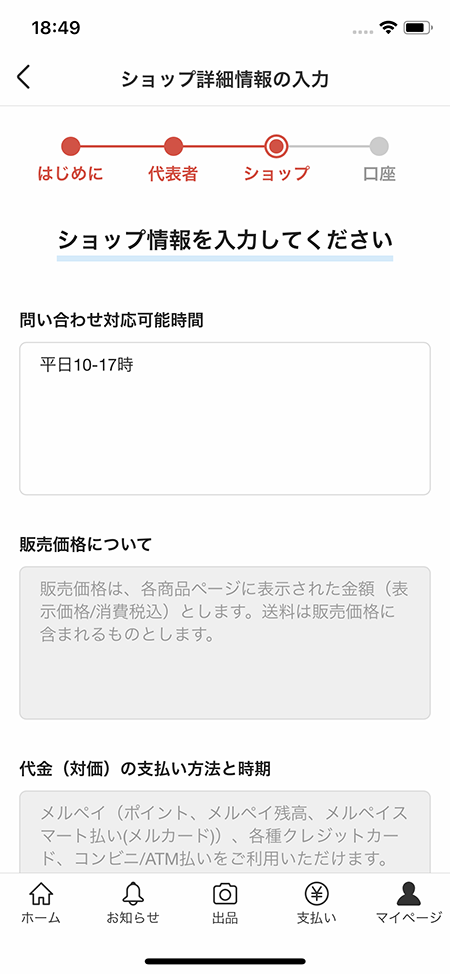 18:49
ショップ詳細情報の入力
はじめに 代表者 ショップ 口座
ショップ情報を入力してください
問い合わせ対応可能時間
平日10-17時
販売価格について
販売価格は、各商品ページに表示された金額（表
示価格/消費税込）とします。送料は販売価格に
含まれるものとします。
代金（対価）の支払い方法と時期
メルペイ（ポイント、メルペイ残高、メルペイス
マート払い(メルカード)）、各種クレジットカー
ド、コンビニ/ATM払いをご利用いただけます。
ホーム お知らせ 出品 支払い マイページ